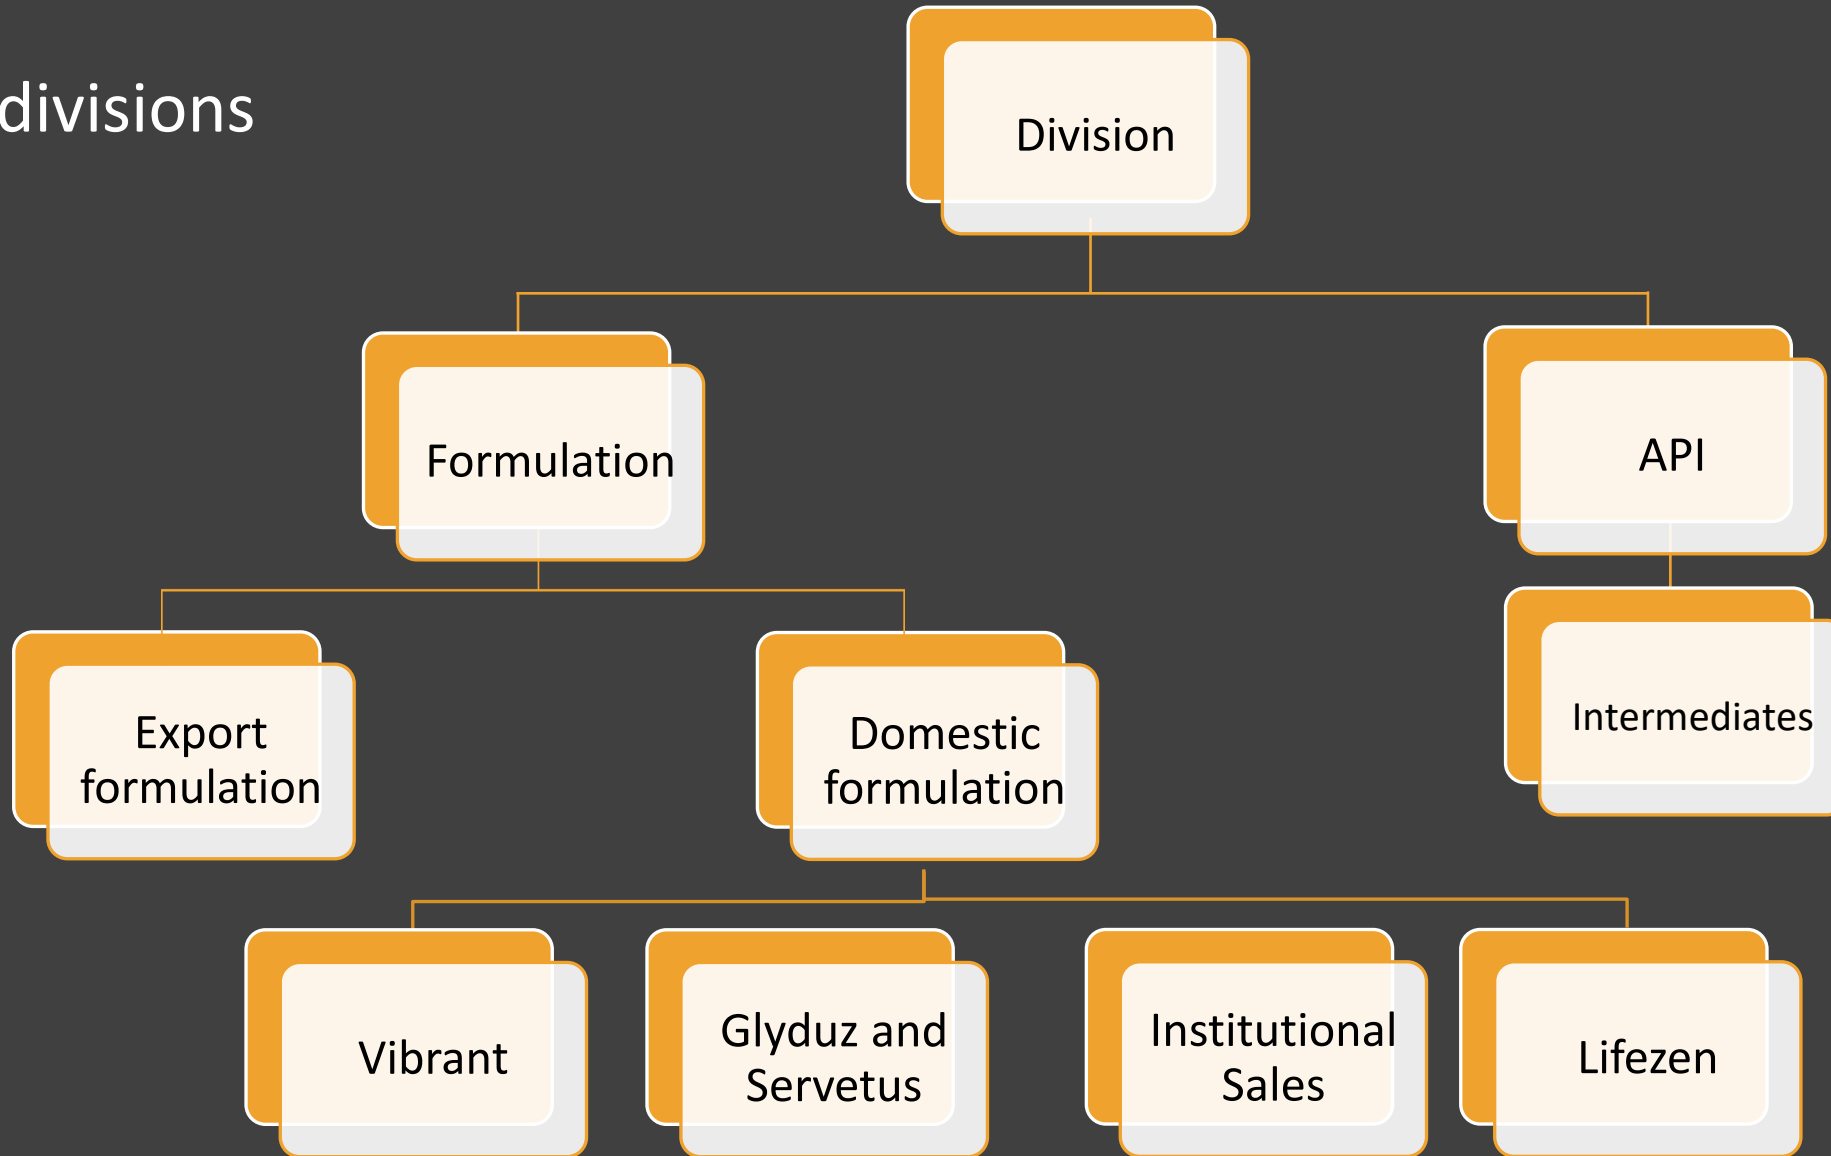 divisions
Division
Formulation
API
Export
formulation
Domestic
formulation
Intermediates
Vibrant
Glyduz and
Servetus
Institutional
Sales
Lifezen